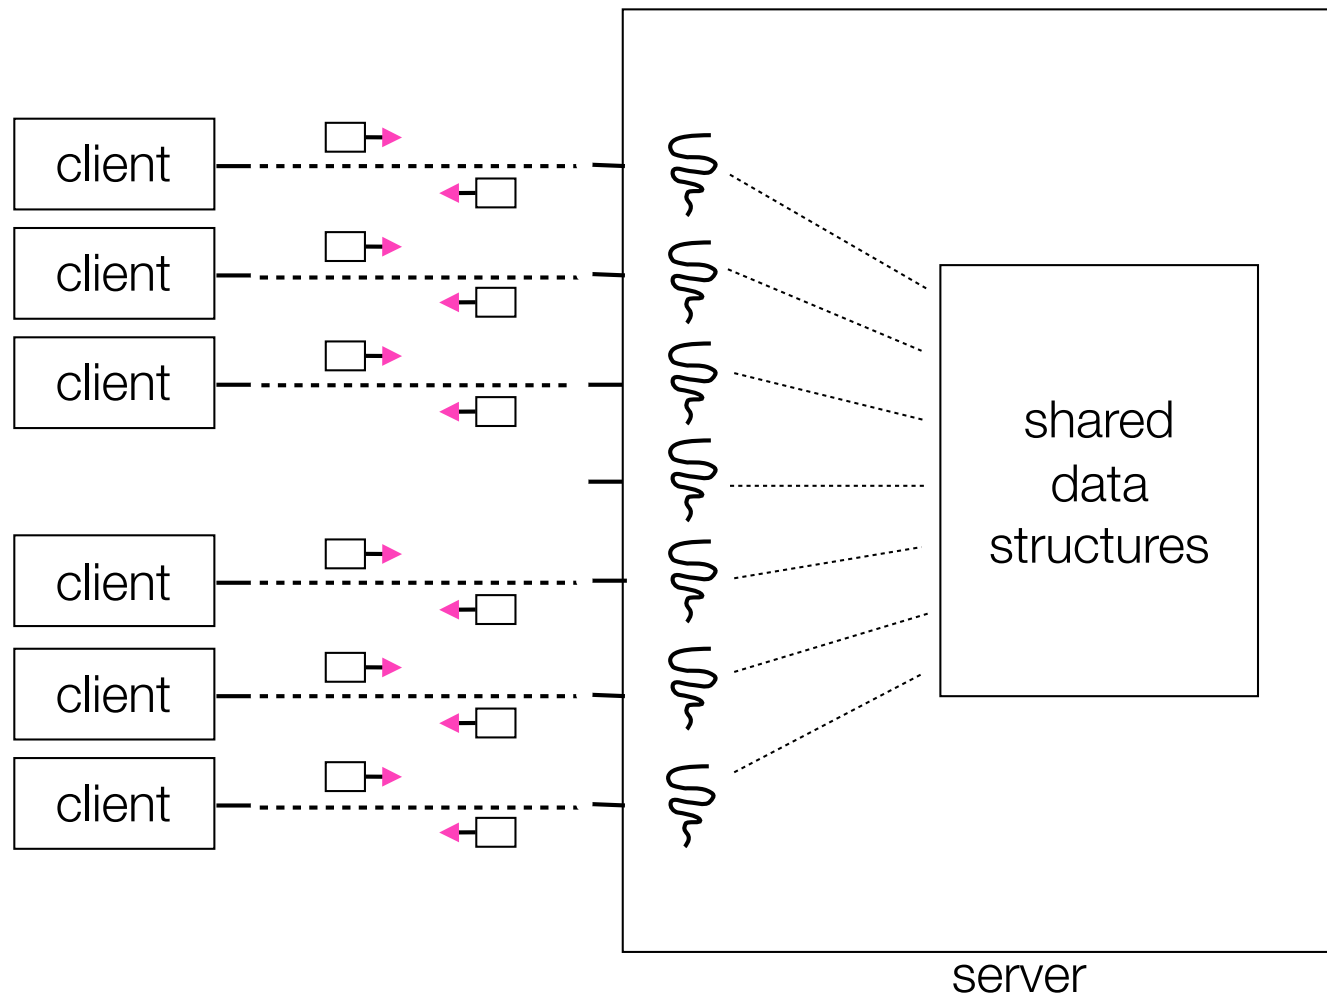 client
client
client
client
client
client
shared
data
structures
server